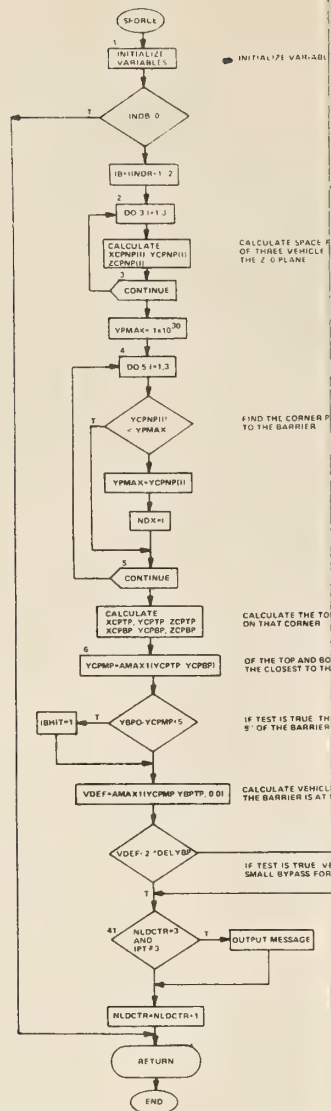 SFORCE
1
INITIALIZE
VARIABLES
INITIALIZE VARIABL
T
INDB 0
2
DO 3 I=1 3
CALCULATE
XCPNP(I) YCPNP(I)
ZCPNP(I)
CALCULATE SPACE F
OF THREE VEHICLE
THE Z 0 PLANE
3
CONTINUE
YPMAX= 1x10 30
4
DO 5 I=1,3
T
YCPNP(I)
< YPMAX
FIND THE CORNER P
TO THE BARRIER
YPMAX=YCPNP(I)
NDX=I
5
CONTINUE
CALCULATE
XCPTP, YCPTP ZCPTP
XCPBP YCPBP, ZCPBP
CALCULATE THE TO
ON THAT CORNER
6
YCPMP=AMAX1(YCPTP YCPBP)
OF THE TOP AND BO
THE CLOSEST TO TH
IBHIT=1
T
YBPO-YCPMP<5
IF TEST IS TRUE TH
5" OF THE BARRIER
VDEF=AMAX1(YCPMP YBPTP, 0.0)
CALCULATE VEHICL
THE BARRIER IS AT
VDEF 2 *DELYBP
IF TEST IS TRUE VE
SMALL BYPASS FOR
41
NLDCTR=3
AND
IPT≠3
T
OUTPUT MESSAGE
NLDCTR=NLDCTR+1
RETURN
END